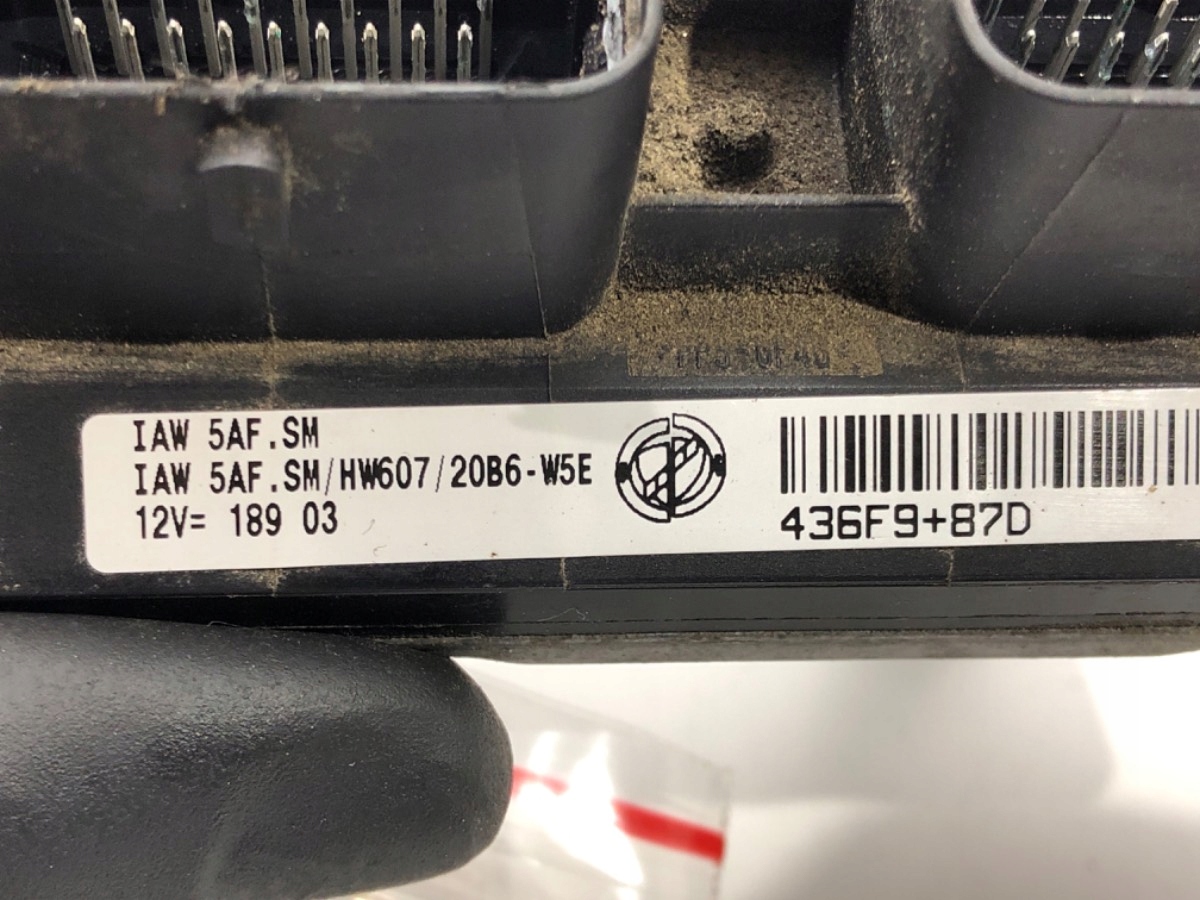 IAW 5AF.SM
IAW 5AF.SM/HW607/20B6-W5E
12V= 189 03
436F9+87D